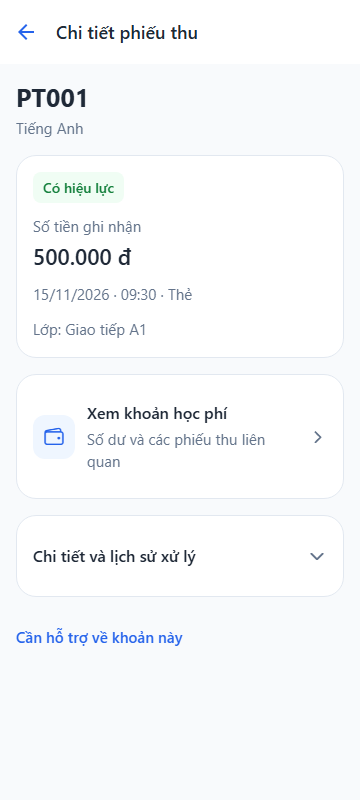 Chi tiết phiếu thu
PT001
Tiếng Anh
Có hiệu lực
Số tiền ghi nhận
500.000 đ
15/11/2026 · 09:30 · Thẻ
Lớp: Giao tiếp A1
Xem khoản học phí
Số dư và các phiếu thu liên
quan
Chi tiết và lịch sử xử lý
Cần hỗ trợ về khoản này